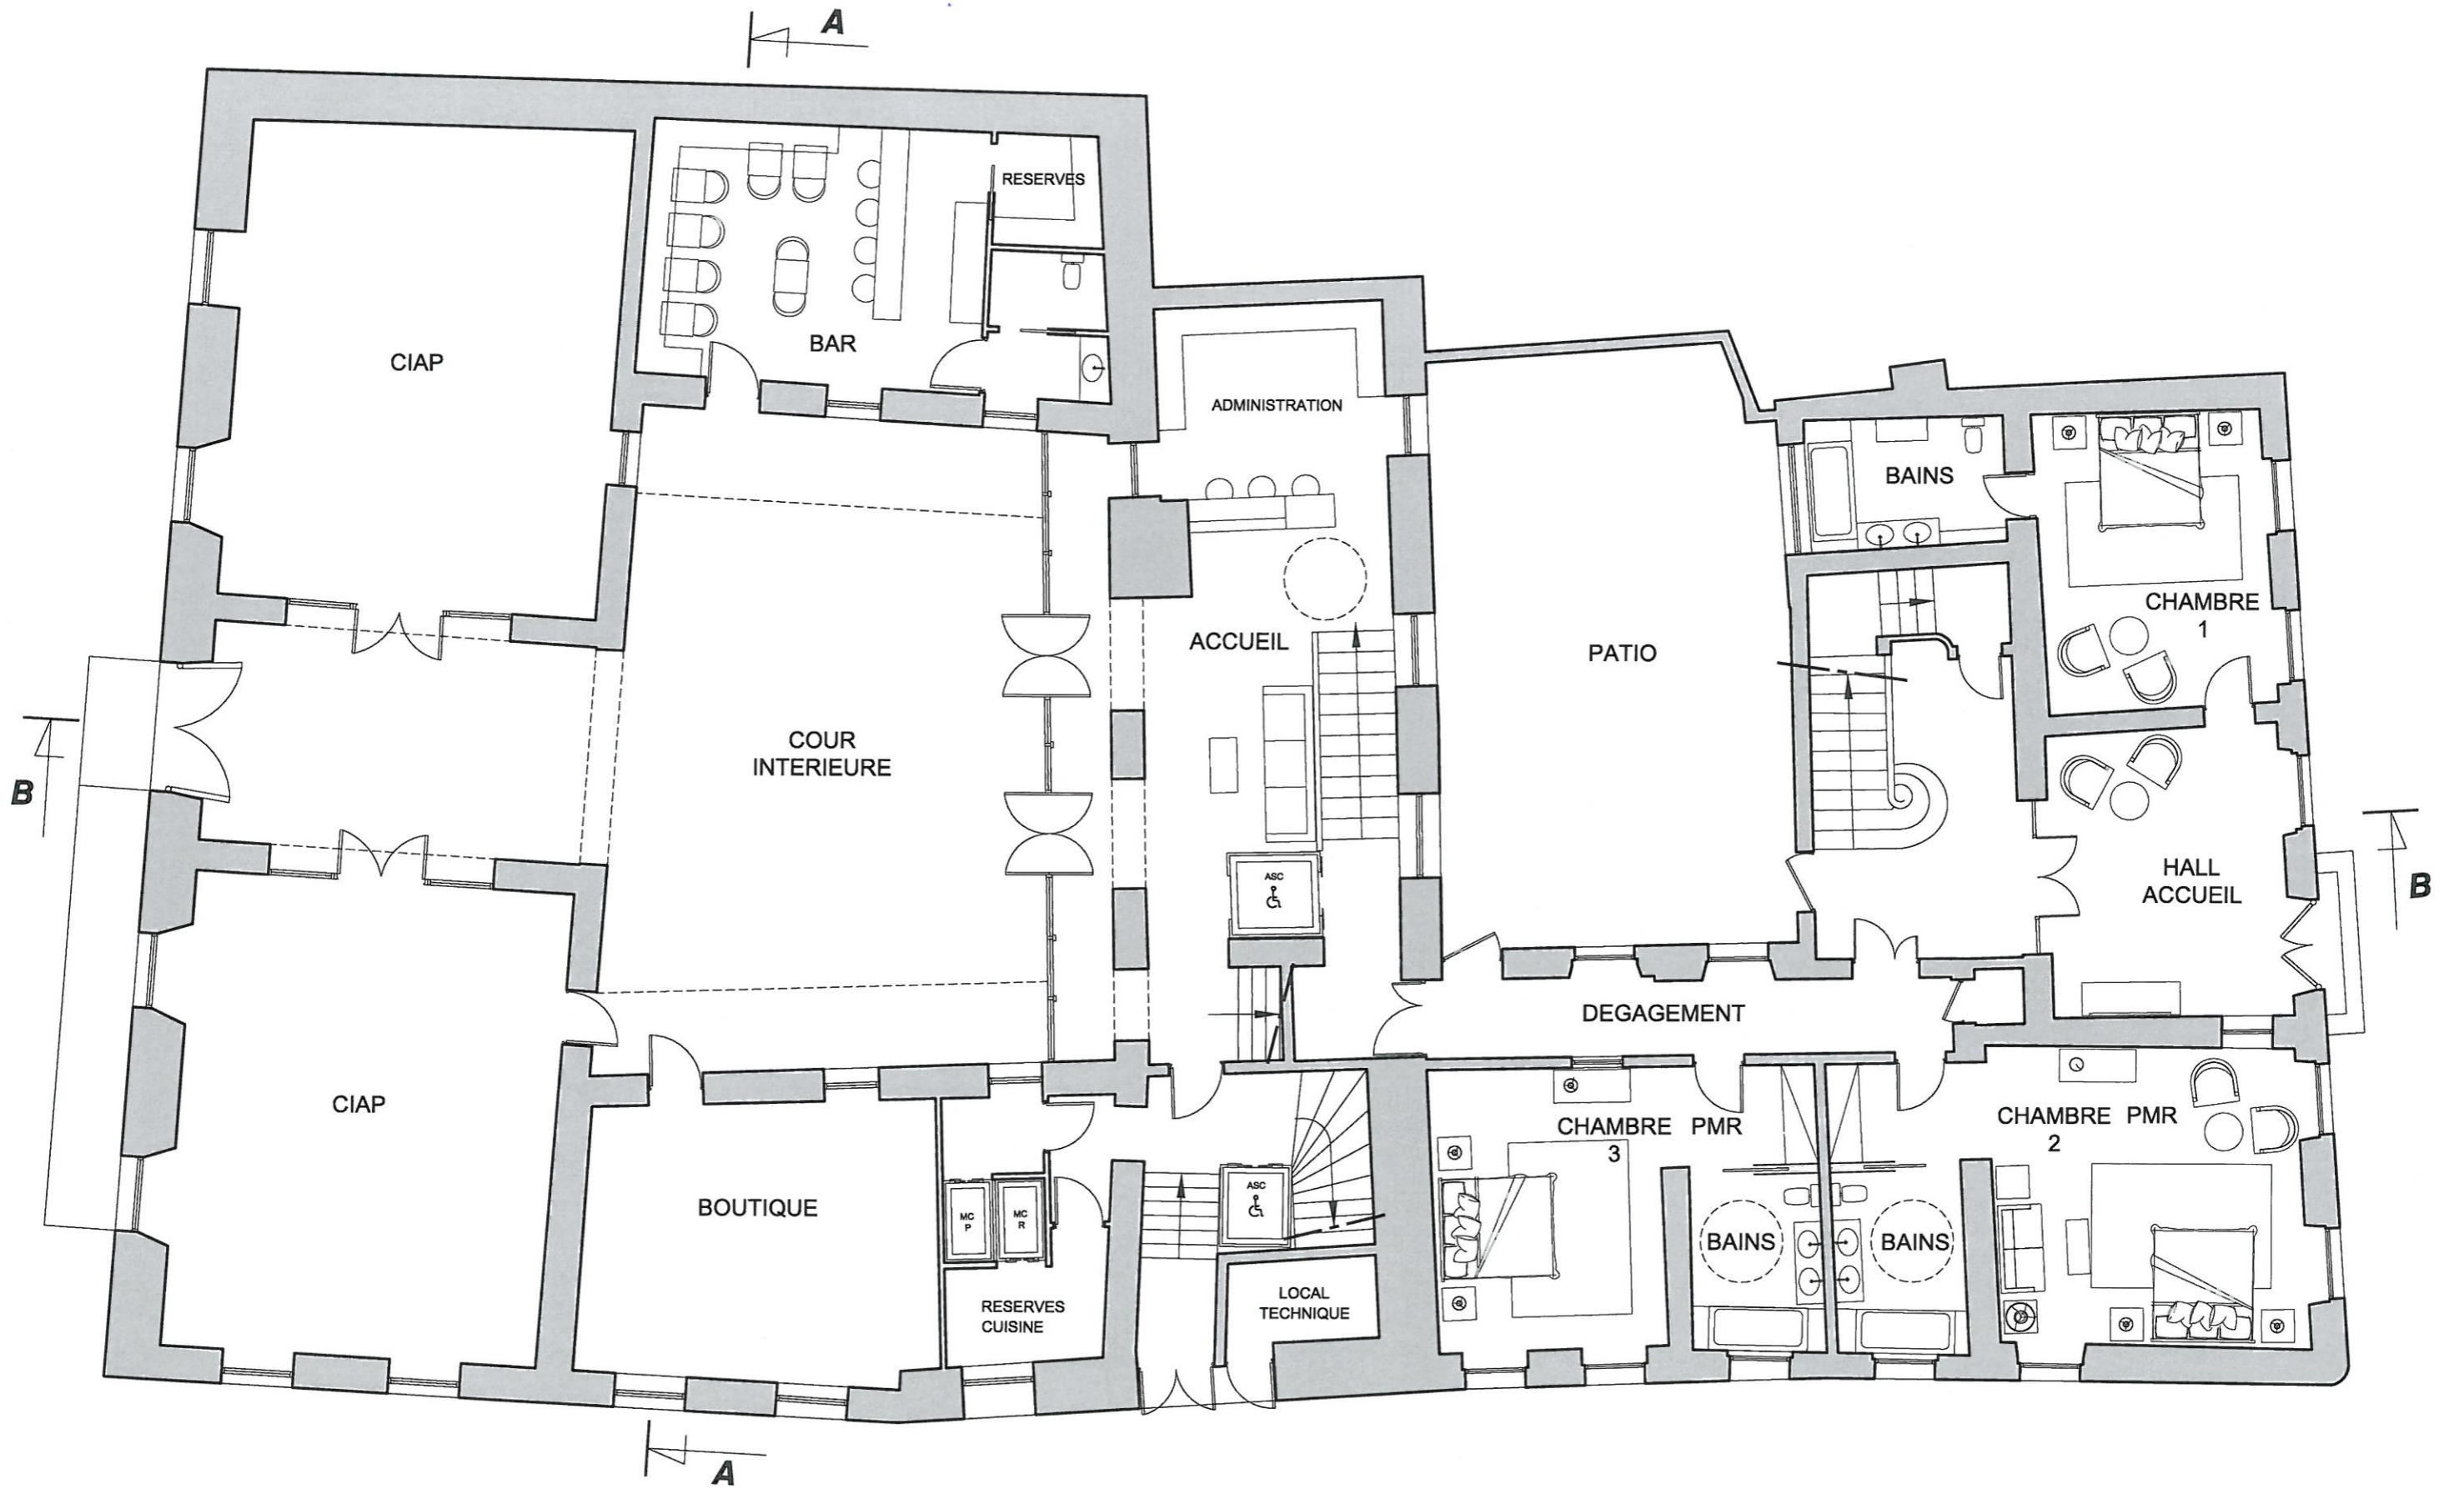 A
RESERVES
BAR
CIAP
ADMINISTRATION
BAINS
CHAMBRE
1
ACCUEIL
PATIO
COUR
INTERIEURE
B
B
HALL
ACCUEIL
ASC
DEGAGEMENT
CIAP
CHAMBRE PMR
3
CHAMBRE PMR
2
BOUTIQUE
MC
P
MC
R
ASC
BAINS
BAINS
RESERVES
CUISINE
LOCAL
TECHNIQUE
A